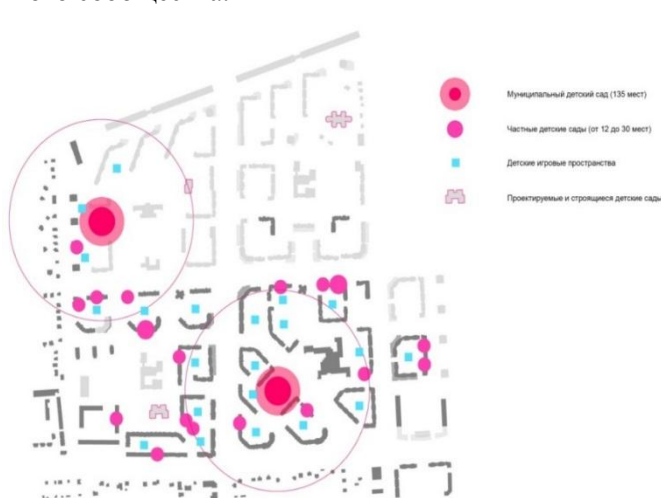 Муниципальный детский сад (135 мест)
Частные детские сады (от 12 до 30 мест)
Детские игровые пространства
Проектируемые и строящиеся детские сады